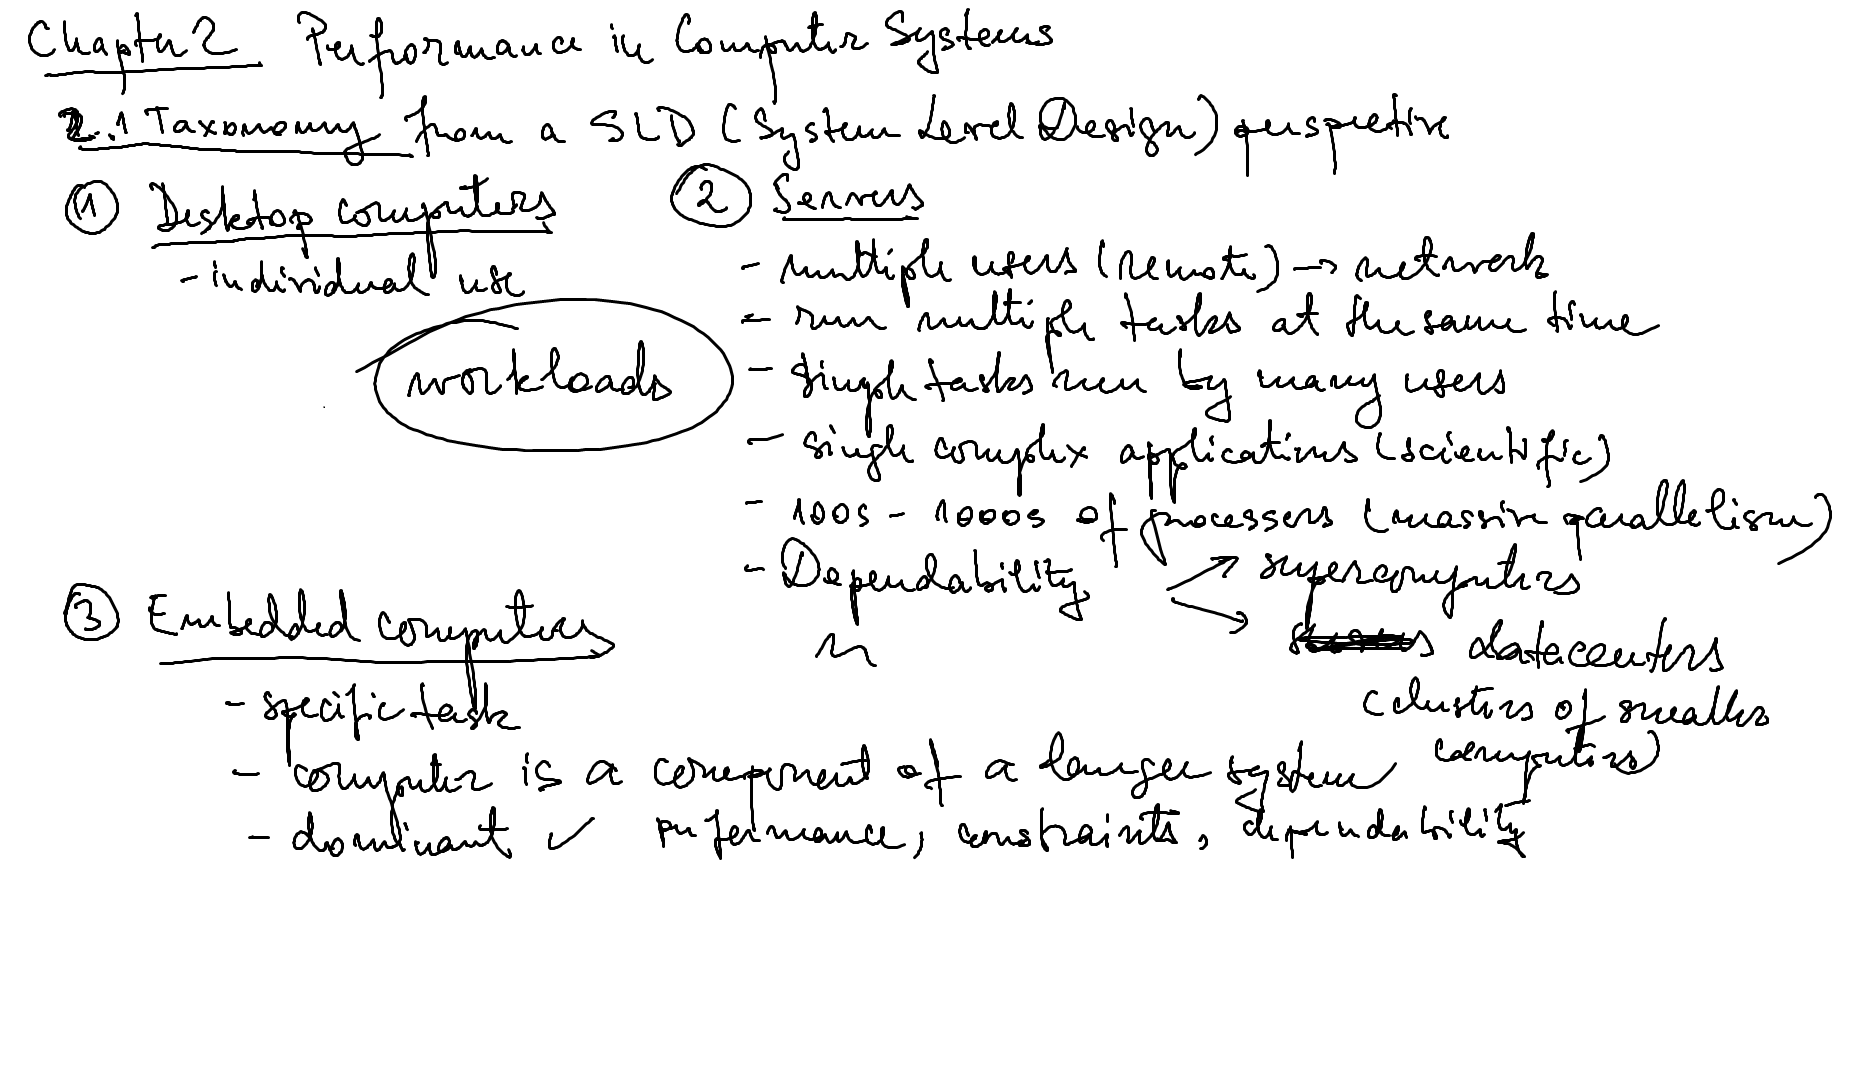 Chapter 2 Performance in Computer Systems
2.1 Taxonomy from a SLD (System Level Design) perspective
① Desktop computers
- individual use
workloads
② Servers
- multiple users (remote) → network
- run multiple tasks at the same time
- single tasks run by many users
- single complex applications (scientific)
- 100s - 1000s of processers (massive parallelism)
- Dependability
supercomputers
datacenters
(clusters of smaller
computers)
③ Embedded computers
- specific task
- computer is a component of a larger system
- dominant ✓ performance, constraints, dependability